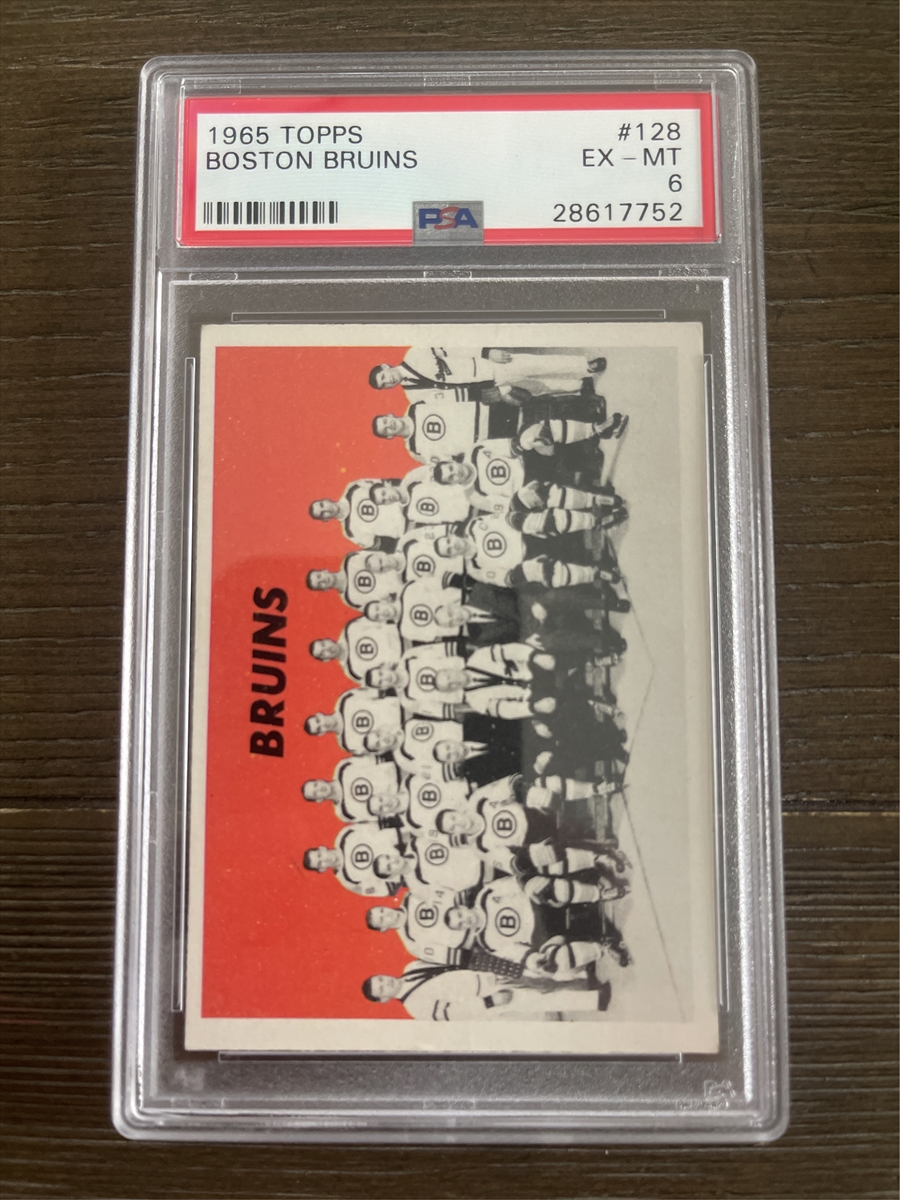 1965 TOPPS #128
BOSTON BRUINS EX - MT
6
PSA 28617752
BRUINS